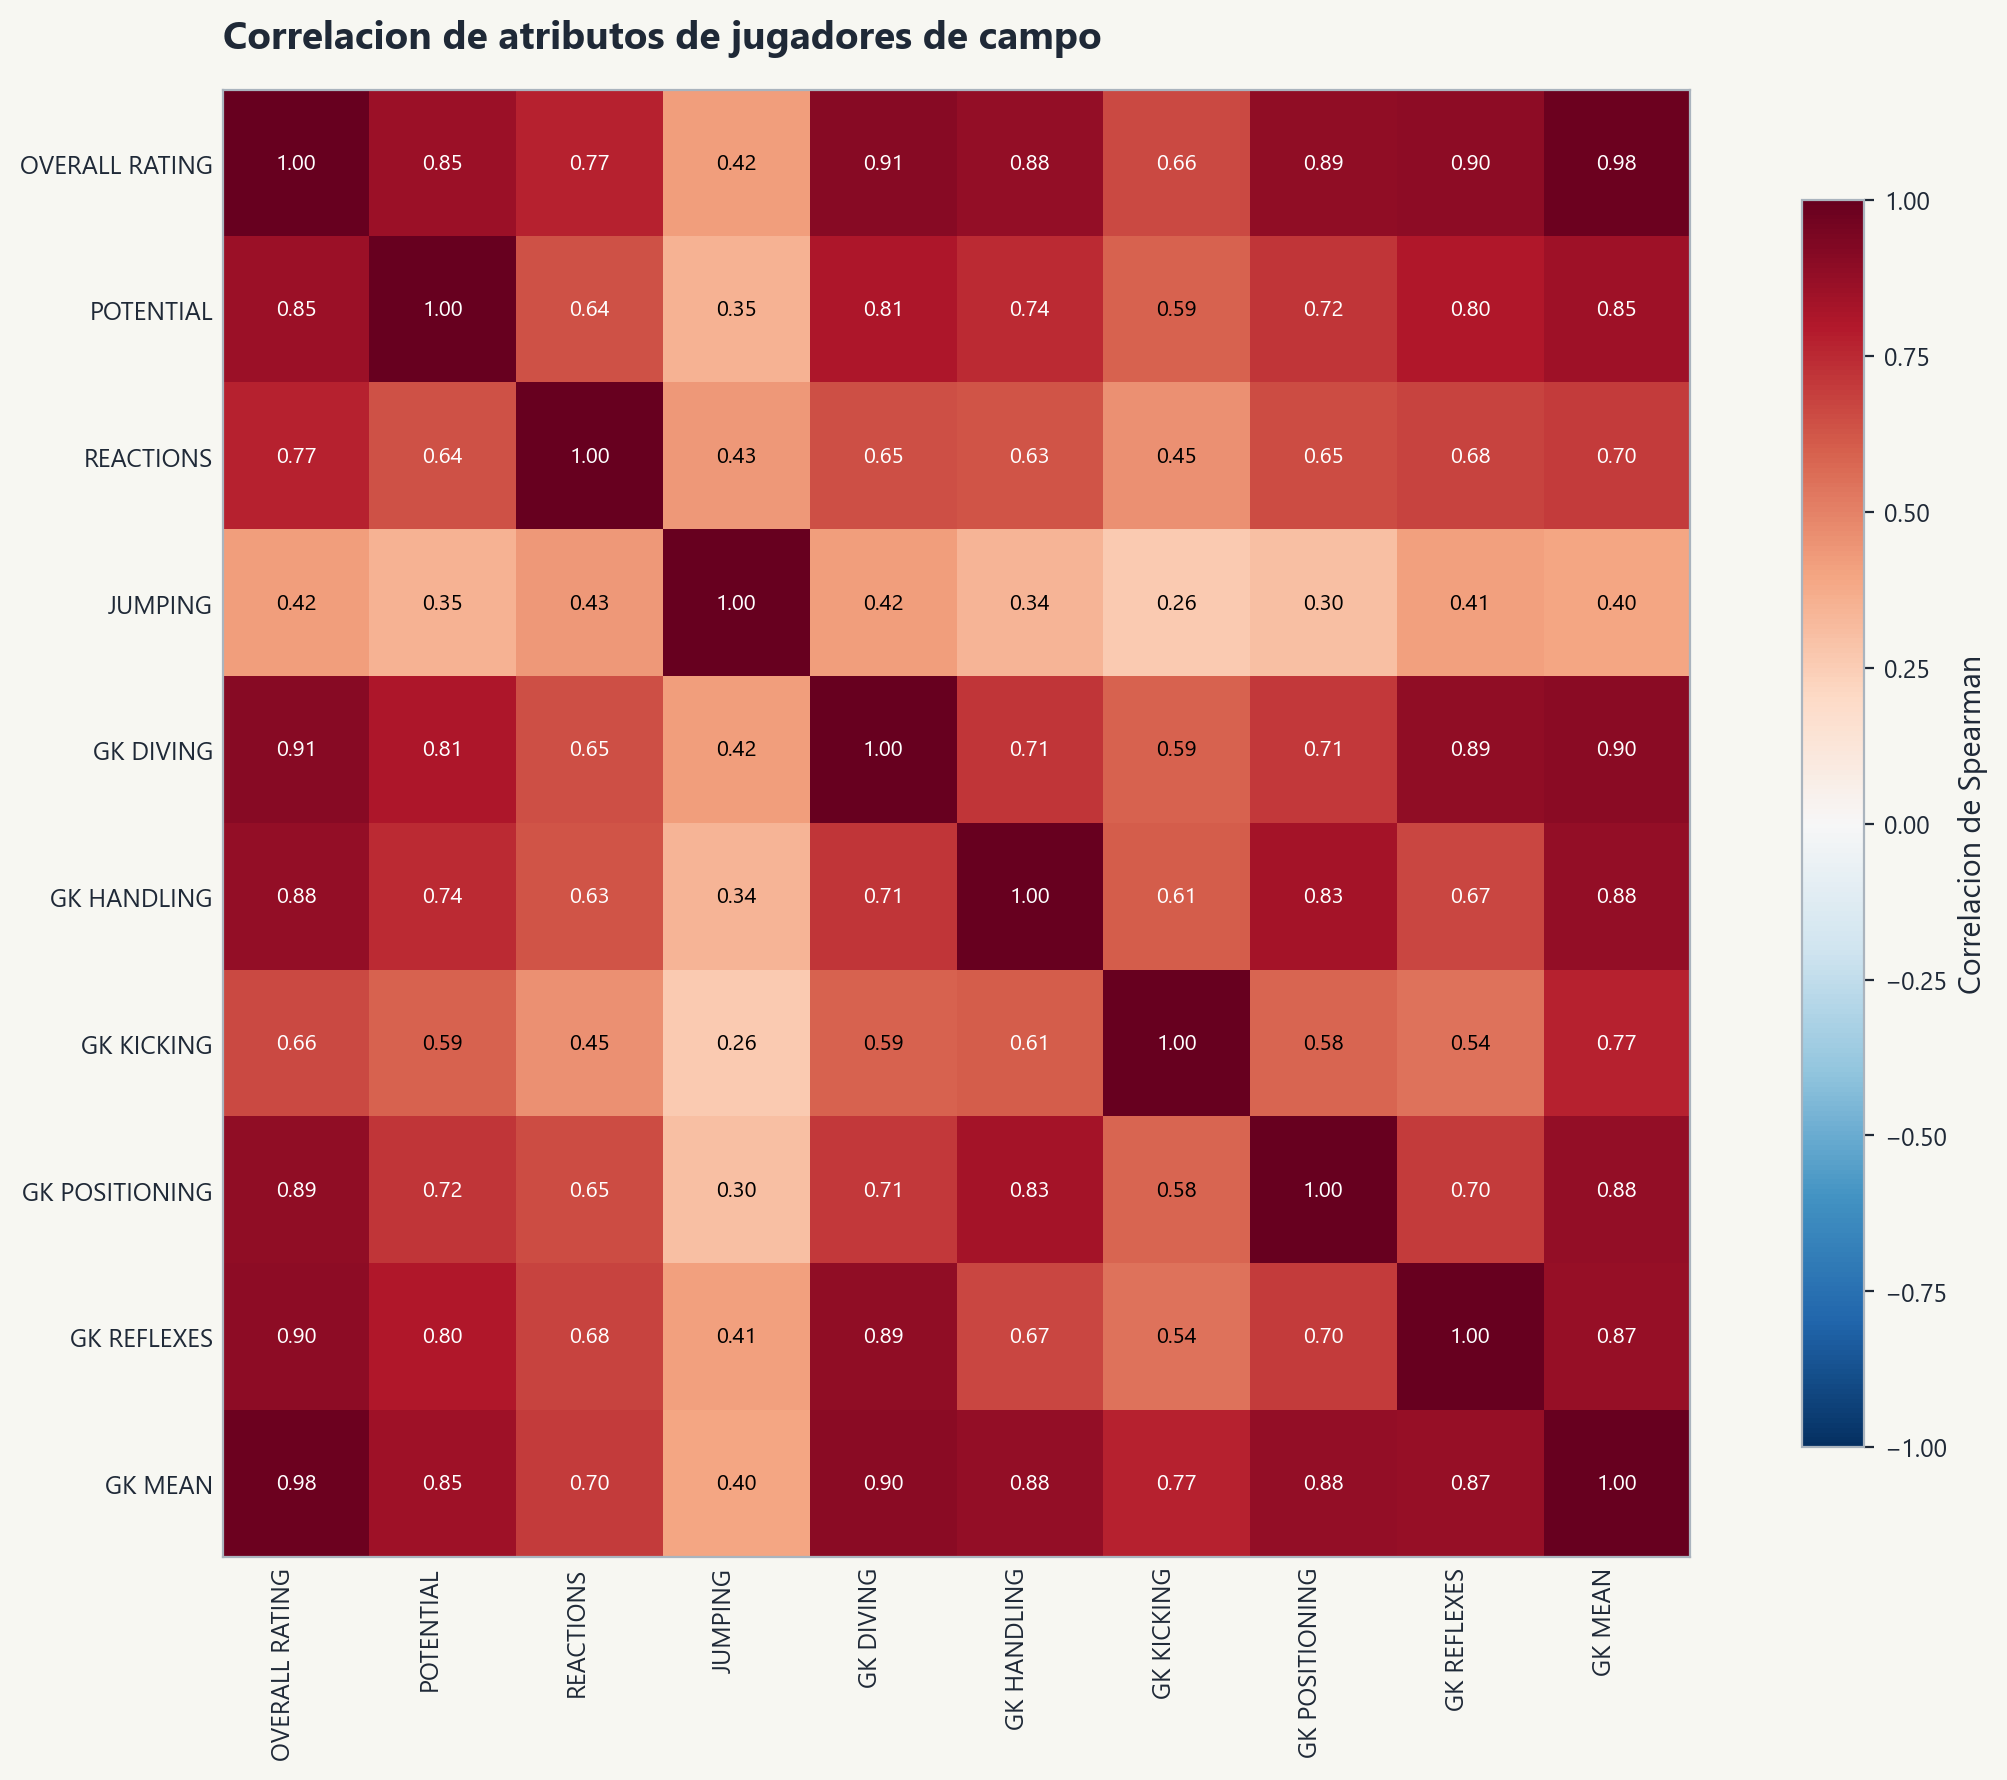 Correlacion de atributos de jugadores de campo
OVERALL RATING 1.00 0.85 0.77 0.42 0.91 0.88 0.66 0.89 0.90 0.98
POTENTIAL 0.85 1.00 0.64 0.35 0.81 0.74 0.59 0.72 0.80 0.85
REACTIONS 0.77 0.64 1.00 0.43 0.65 0.63 0.45 0.65 0.68 0.70
JUMPING 0.42 0.35 0.43 1.00 0.42 0.34 0.26 0.30 0.41 0.40
GK DIVING 0.91 0.81 0.65 0.42 1.00 0.71 0.59 0.71 0.89 0.90
GK HANDLING 0.88 0.74 0.63 0.34 0.71 1.00 0.61 0.83 0.67 0.88
GK KICKING 0.66 0.59 0.45 0.26 0.59 0.61 1.00 0.58 0.54 0.77
GK POSITIONING 0.89 0.72 0.65 0.30 0.71 0.83 0.58 1.00 0.70 0.88
GK REFLEXES 0.90 0.80 0.68 0.41 0.89 0.67 0.54 0.70 1.00 0.87
GK MEAN 0.98 0.85 0.70 0.40 0.90 0.88 0.77 0.88 0.87 1.00
OVERALL RATING
POTENTIAL
REACTIONS
JUMPING
GK DIVING
GK HANDLING
GK KICKING
GK POSITIONING
GK REFLEXES
GK MEAN
1.00
0.75
0.50
0.25
0.00
−0.25
−0.50
−0.75
−1.00
Correlacion de Spearman